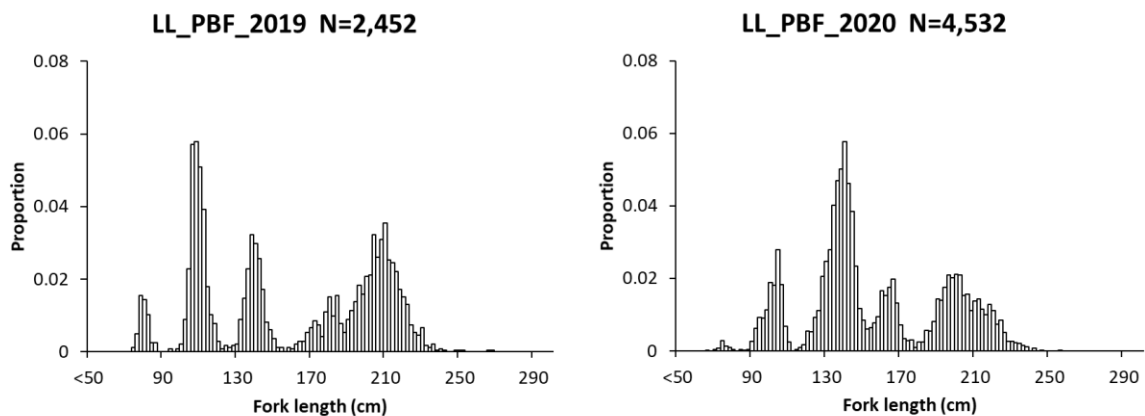 LL_PBF_2019 N=2,452
0.08
0.06
0.04
0.02
0
Proportion
<50 90 130 170 210 250 290
Fork length (cm)
LL_PBF_2020 N=4,532
0.08
0.06
0.04
0.02
0
Proportion
<50 90 130 170 210 250 290
Fork length (cm)